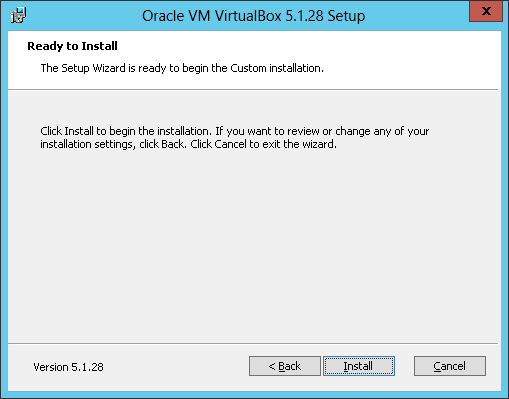 Oracle VM VirtualBox 5.1.28 Setup
Ready to Install
The Setup Wizard is ready to begin the Custom installation.
Click Install to begin the installation. If you want to review or change any of your
installation settings, click Back. Click Cancel to exit the wizard.
Version 5.1.28
< Back
Install
Cancel